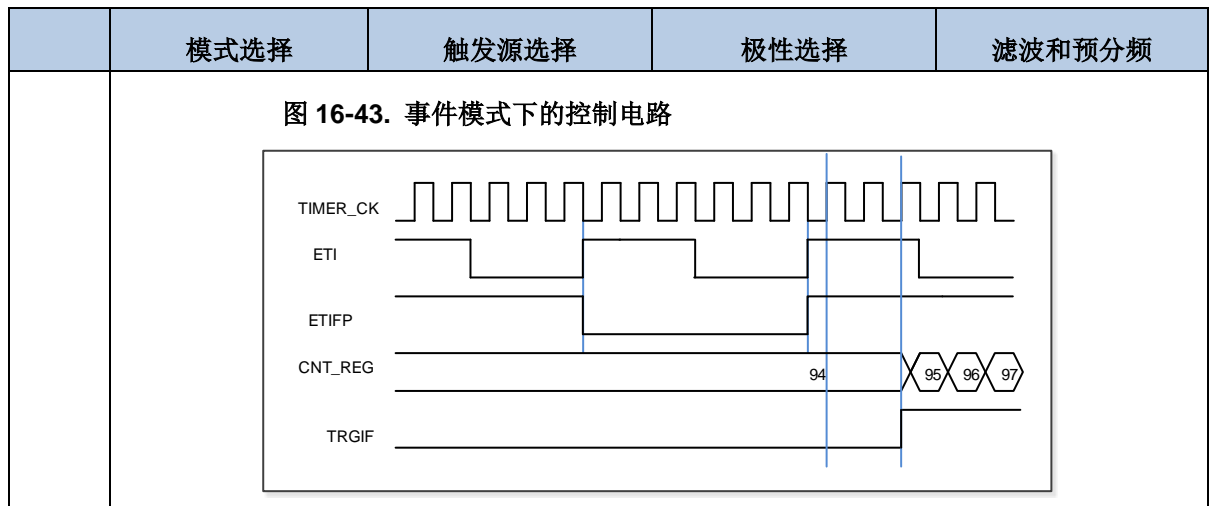 模式选择 触发源选择 极性选择 滤波和预分频
图 16-43. 事件模式下的控制电路
TIMER_CK
ETI
ETIFP
CNT_REG 94 95 96 97
TRGIF